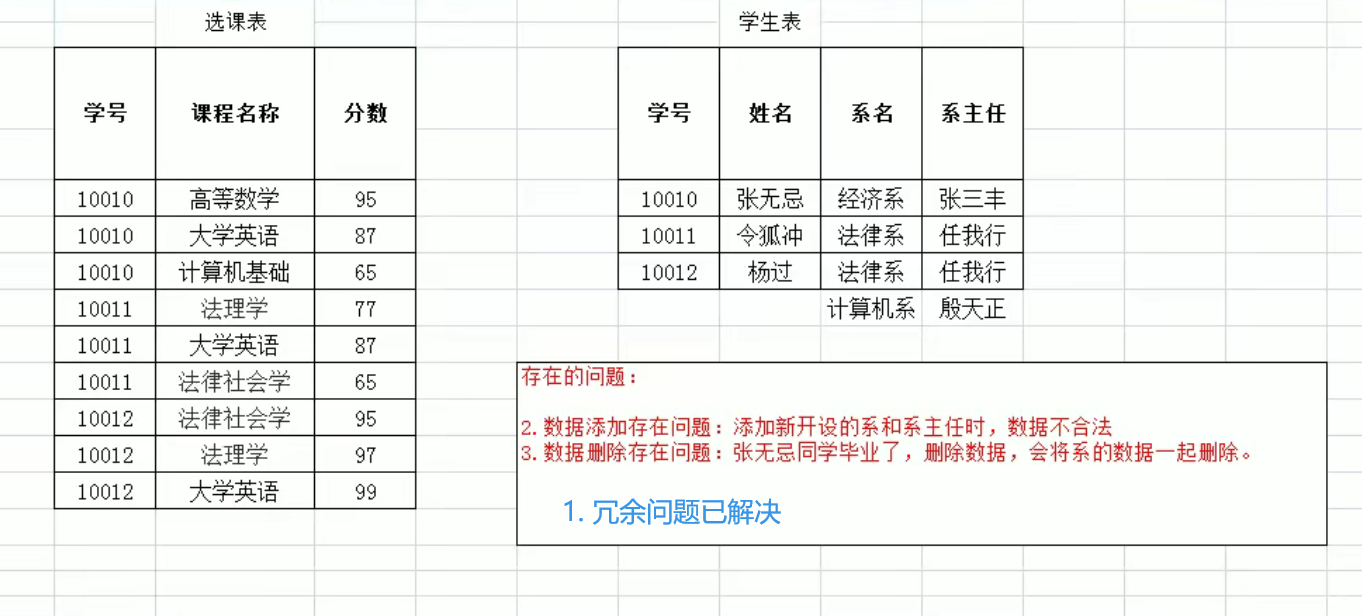 选课表
学号 课程名称 分数
10010 高等数学 95
10010 大学英语 87
10010 计算机基础 65
10011 法理学 77
10011 大学英语 87
10011 法律社会学 65
10012 法律社会学 95
10012 法理学 97
10012 大学英语 99
学生表
学号 姓名 系名 系主任
10010 张无忌 经济系 张三丰
10011 令狐冲 法律系 任我行
10012 杨过 法律系 任我行
计算机系 殷天正
存在的问题：
2.数据添加存在问题：添加新开设的系和系主任时，数据不合法
3.数据删除存在问题：张无忌同学毕业了，删除数据，会将系的数据一起删除。
1. 冗余问题已解决